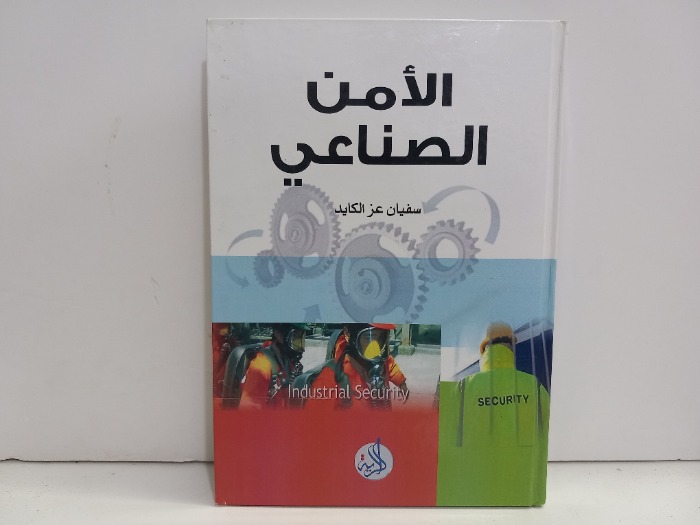 الأمن
الصناعي
سفيان عز الكايد
Industrial Security
SECURITY